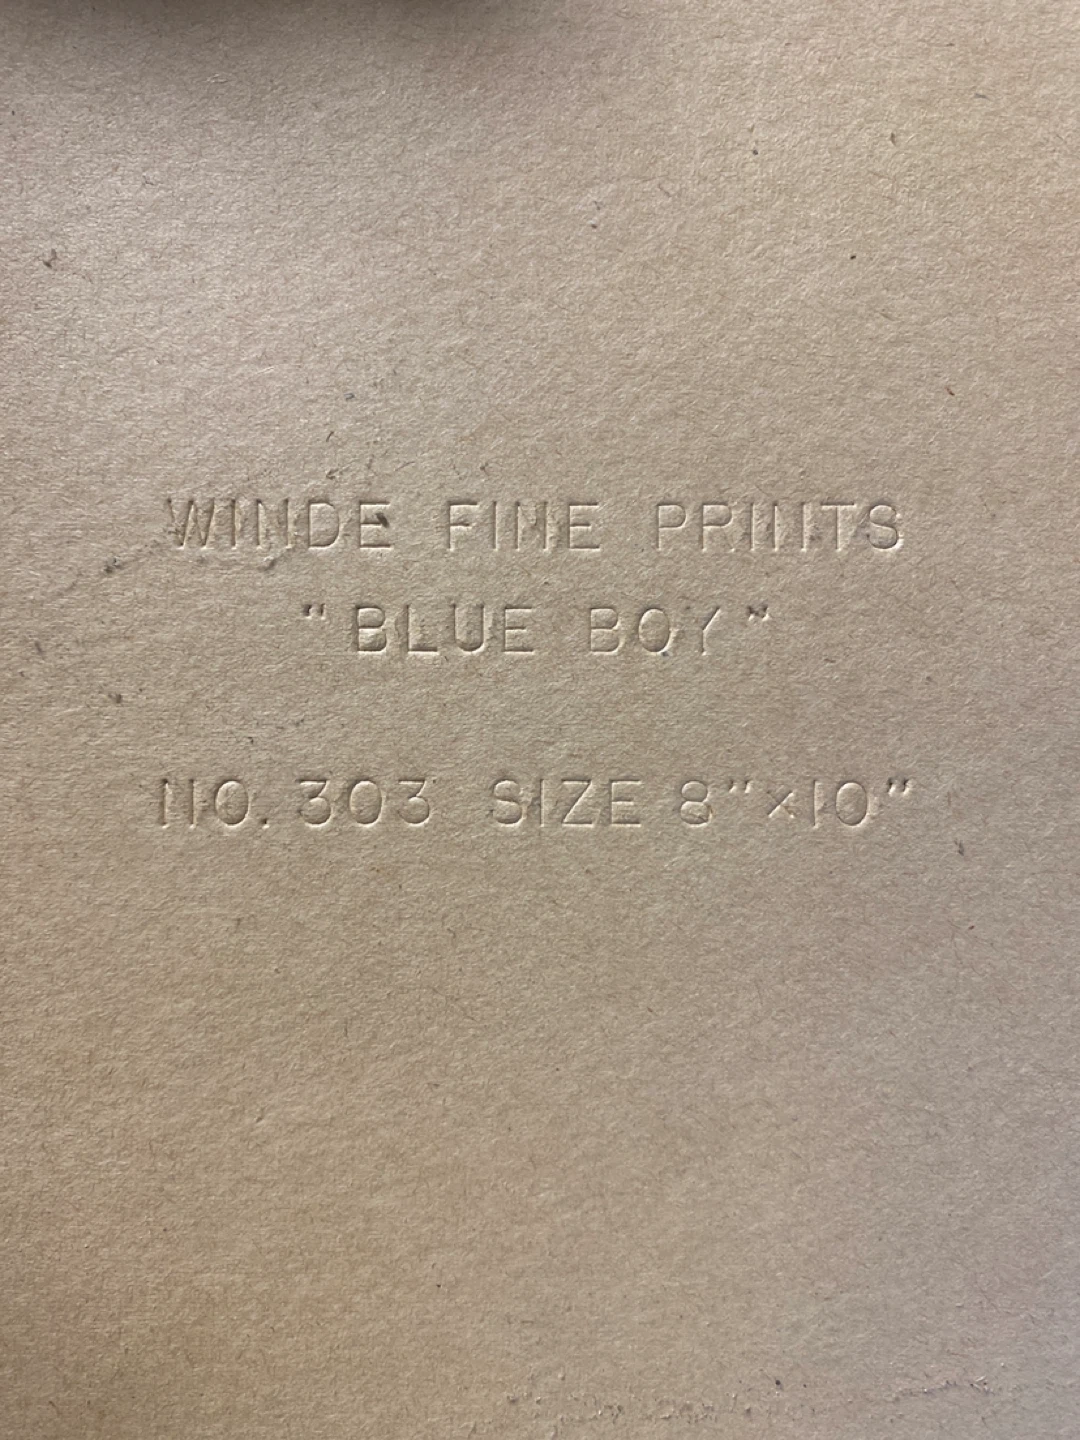 WINDE FINE PRINTS
"BLUE BOY"
NO. 303 SIZE 8"×10"